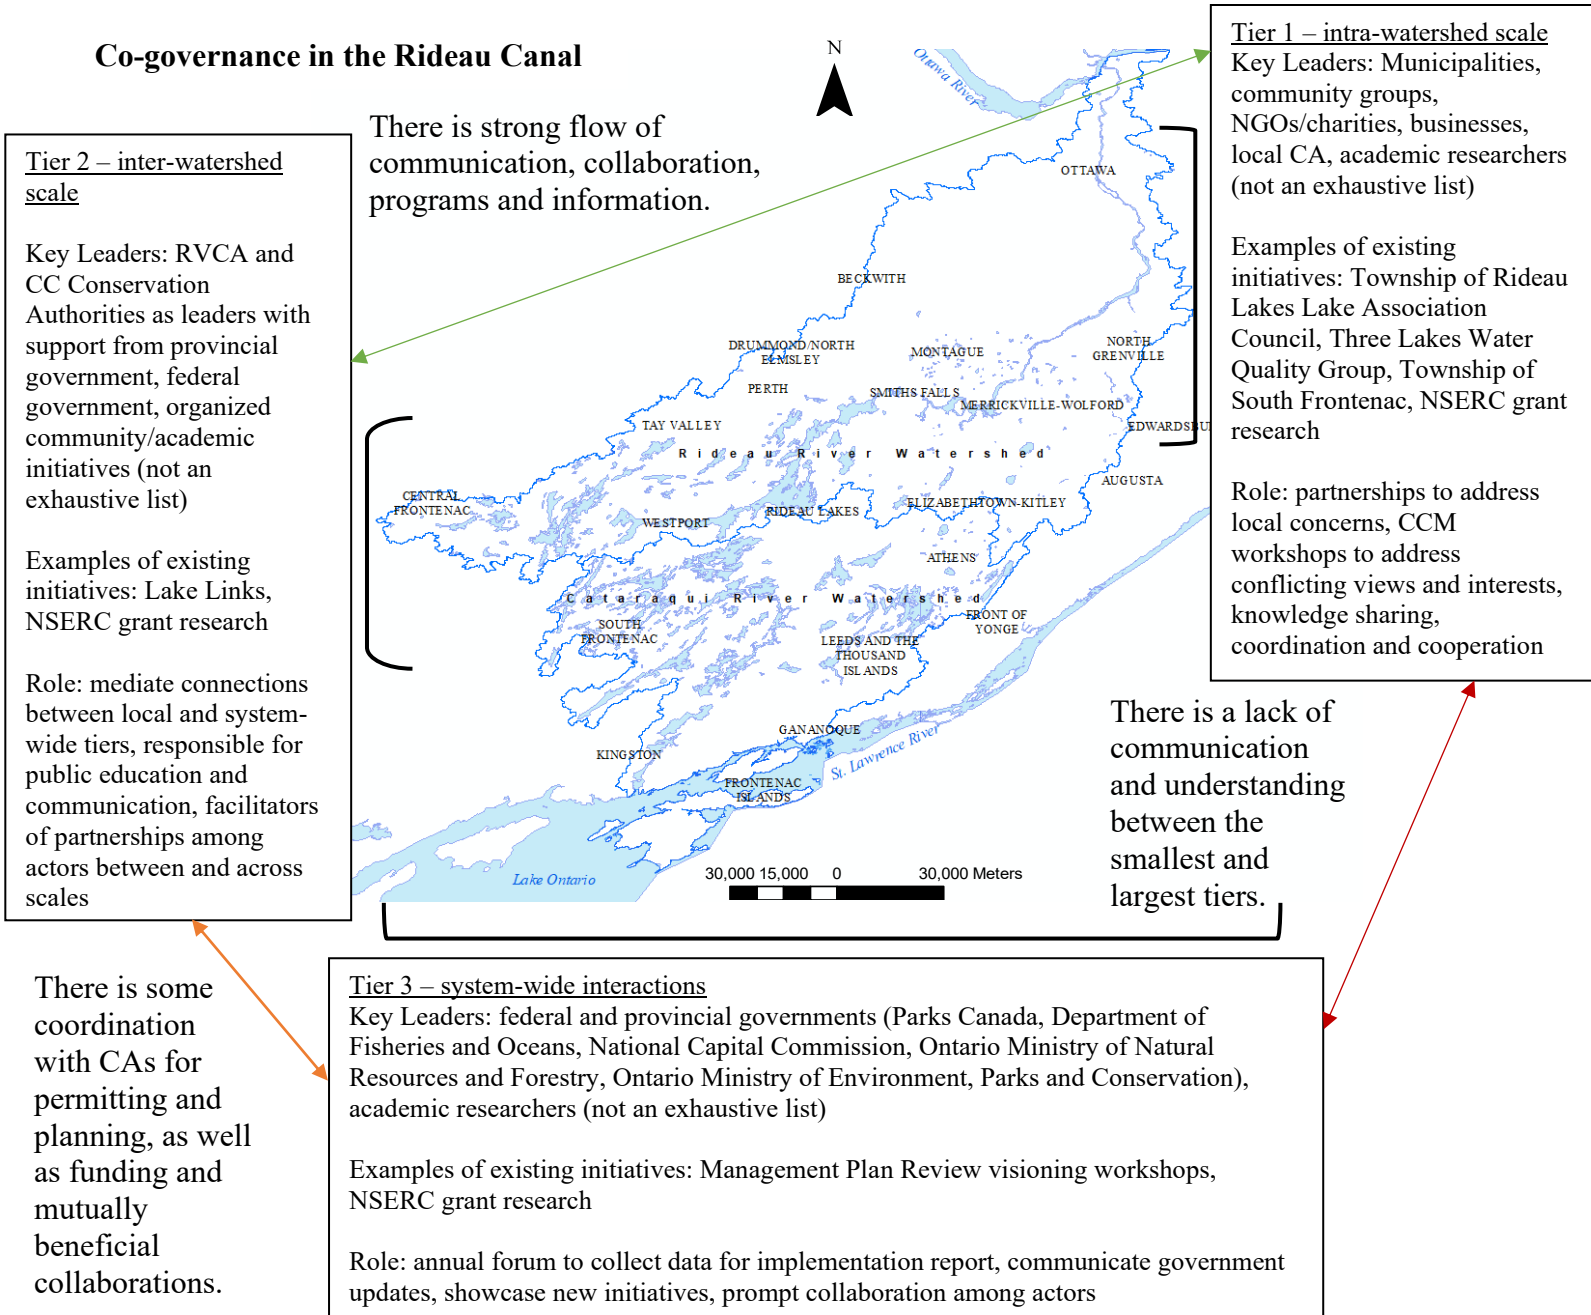 Co-governance in the Rideau Canal
Tier 2 – inter-watershed
scale
Key Leaders: RVCA and
CC Conservation
Authorities as leaders with
support from provincial
government, federal
government, organized
community/academic
initiatives (not an
exhaustive list)
Examples of existing
initiatives: Lake Links,
NSERC grant research
Role: mediate connections
between local and system-
wide tiers, responsible for
public education and
communication, facilitators
of partnerships among
actors between and across
scales
There is strong flow of
communication, collaboration,
programs and information.
N
Ottawa River
OTTAWA
BECKWITH
DRUMMOND/NORTH
ELMSLEY
MONTAGUE
NORTH
GRENVILLE
PERTH
SMITHS FALLS
MERRICKVILLE-WOLFORD
TAY VALLEY
EDWARDSBU
Rideau River Watershed
AUGUSTA
CENTRAL
FRONTENAC
ELIZABETHTOWN-KITLEY
RIDEAU LAKES
WESTPORT
ATHENS
Cataraqui River Watershed
FRONT OF
YONGE
SOUTH
FRONTENAC
LEEDS AND THE
THOUSAND
ISLANDS
GANANOQUE
KINGSTON
St. Lawrence River
FRONTENAC
ISLANDS
Lake Ontario
30,000 15,000 0 30,000 Meters
Tier 1 – intra-watershed scale
Key Leaders: Municipalities,
community groups,
NGOs/charities, businesses,
local CA, academic researchers
(not an exhaustive list)
Examples of existing
initiatives: Township of Rideau
Lakes Lake Association
Council, Three Lakes Water
Quality Group, Township of
South Frontenac, NSERC grant
research
Role: partnerships to address
local concerns, CCM
workshops to address
conflicting views and interests,
knowledge sharing,
coordination and cooperation
There is a lack of
communication
and understanding
between the
smallest and
largest tiers.
There is some
coordination
with CAs for
permitting and
planning, as well
as funding and
mutually
beneficial
collaborations.
Tier 3 – system-wide interactions
Key Leaders: federal and provincial governments (Parks Canada, Department of
Fisheries and Oceans, National Capital Commission, Ontario Ministry of Natural
Resources and Forestry, Ontario Ministry of Environment, Parks and Conservation),
academic researchers (not an exhaustive list)
Examples of existing initiatives: Management Plan Review visioning workshops,
NSERC grant research
Role: annual forum to collect data for implementation report, communicate government
updates, showcase new initiatives, prompt collaboration among actors